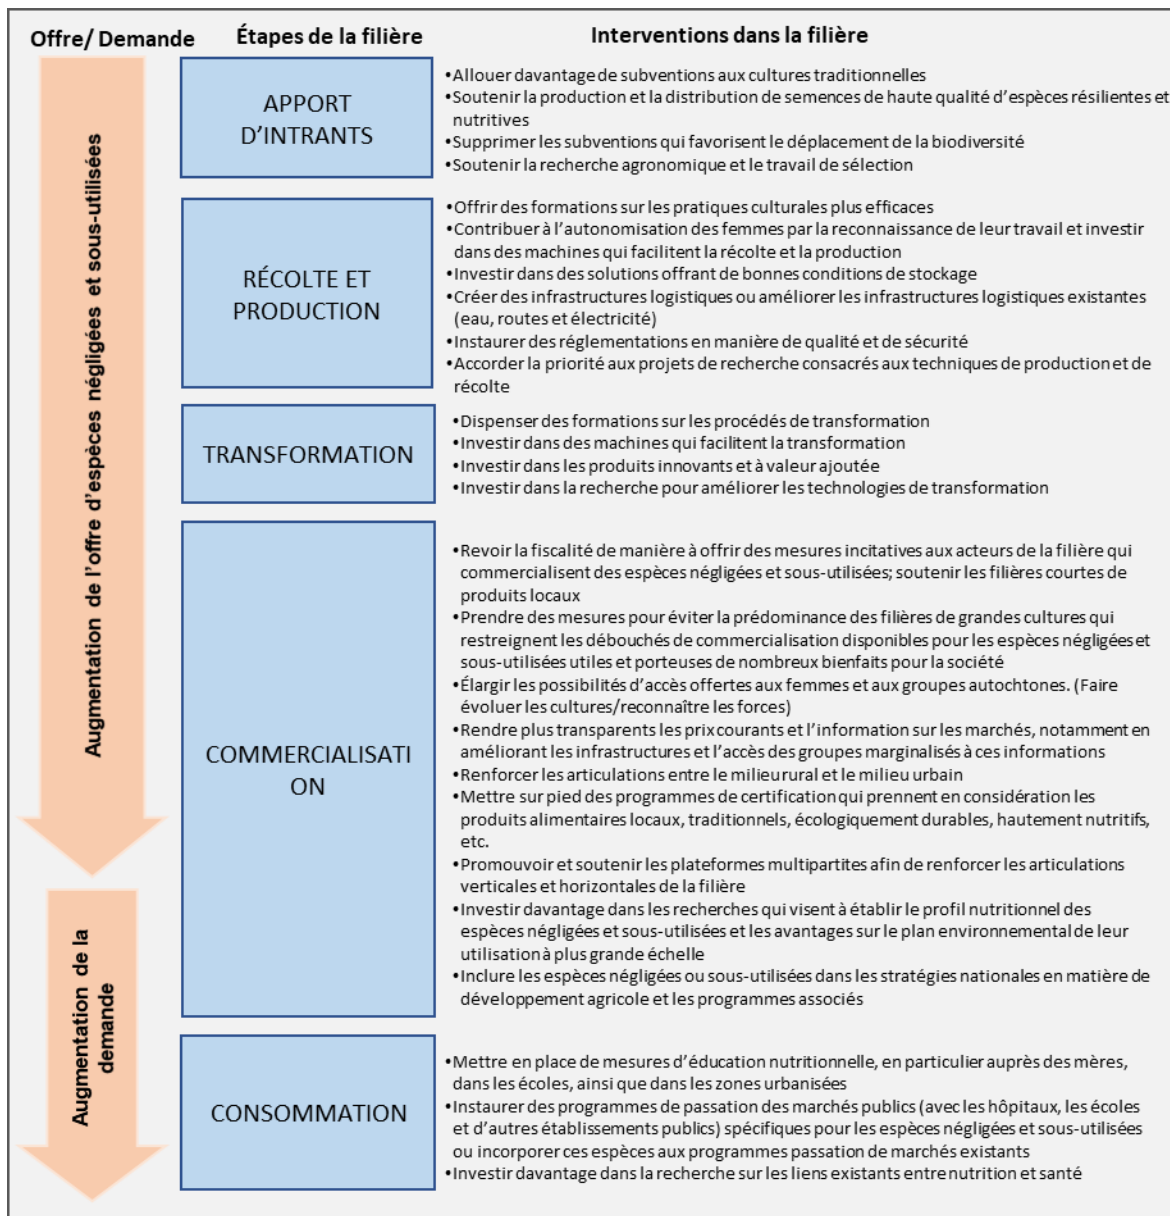 Offre/ Demande
Étapes de la filière
Interventions dans la filière
Augmentation de l'offre d'espèces négligées et sous-utilisées
APPORT
D'INTRANTS
•Allouer davantage de subventions aux cultures traditionnelles
•Soutenir la production et la distribution de semences de haute qualité d'espèces résilientes et
nutritives
•Supprimer les subventions qui favorisent le déplacement de la biodiversité
•Soutenir la recherche agronomique et le travail de sélection
RÉCOLTE ET
PRODUCTION
•Offrir des formations sur les pratiques culturales plus efficaces
•Contribuer à l'autonomisation des femmes par la reconnaissance de leur travail et investir
dans des machines qui facilitent la récolte et la production
•Investir dans des solutions offrant de bonnes conditions de stockage
•Créer des infrastructures logistiques ou améliorer les infrastructures logistiques existantes
(eau, routes et électricité)
•Instaurer des réglementations en manière de qualité et de sécurité
•Accorder la priorité aux projets de recherche consacrés aux techniques de production et de
récolte
TRANSFORMATION
•Dispenser des formations sur les procédés de transformation
•Investir dans des machines qui facilitent la transformation
•Investir dans les produits innovants et à valeur ajoutée
•Investir dans la recherche pour améliorer les technologies de transformation
COMMERCIALISATI
ON
•Revoir la fiscalité de manière à offrir des mesures incitatives aux acteurs de la filière qui
commercialisent des espèces négligées et sous-utilisées; soutenir les filières courtes de
produits locaux
•Prendre des mesures pour éviter la prédominance des filières de grandes cultures qui
restreignent les débouchés de commercialisation disponibles pour les espèces négligées et
sous-utilisées utiles et porteuses de nombreux bienfaits pour la société
•Élargir les possibilités d'accès offertes aux femmes et aux groupes autochtones. (Faire
évoluer les cultures/reconnaître les forces)
•Rendre plus transparents les prix courants et l'information sur les marchés, notamment en
améliorant les infrastructures et l'accès des groupes marginalisés à ces informations
•Renforcer les articulations entre le milieu rural et le milieu urbain
•Mettre sur pied des programmes de certification qui prennent en considération les
produits alimentaires locaux, traditionnels, écologiquement durables, hautement nutritifs,
etc.
•Promouvoir et soutenir les plateformes multipartites afin de renforcer les articulations
verticales et horizontales de la filière
•Investir davantage dans les recherches qui visent à établir le profil nutritionnel des
espèces négligées et sous-utilisées et les avantages sur le plan environnemental de leur
utilisation à plus grande échelle
•Inclure les espèces négligées ou sous-utilisées dans les stratégies nationales en matière de
développement agricole et les programmes associés
Augmentation de la
demande
CONSOMMATION
•Mettre en place de mesures d'éducation nutritionnelle, en particulier auprès des mères,
dans les écoles, ainsi que dans les zones urbanisées
•Instaurer des programmes de passation des marchés publics (avec les hôpitaux, les écoles
et d'autres établissements publics) spécifiques pour les espèces négligées et sous-utilisées
ou incorporer ces espèces aux programmes passation de marchés existants
•Investir davantage dans la recherche sur les liens existants entre nutrition et santé